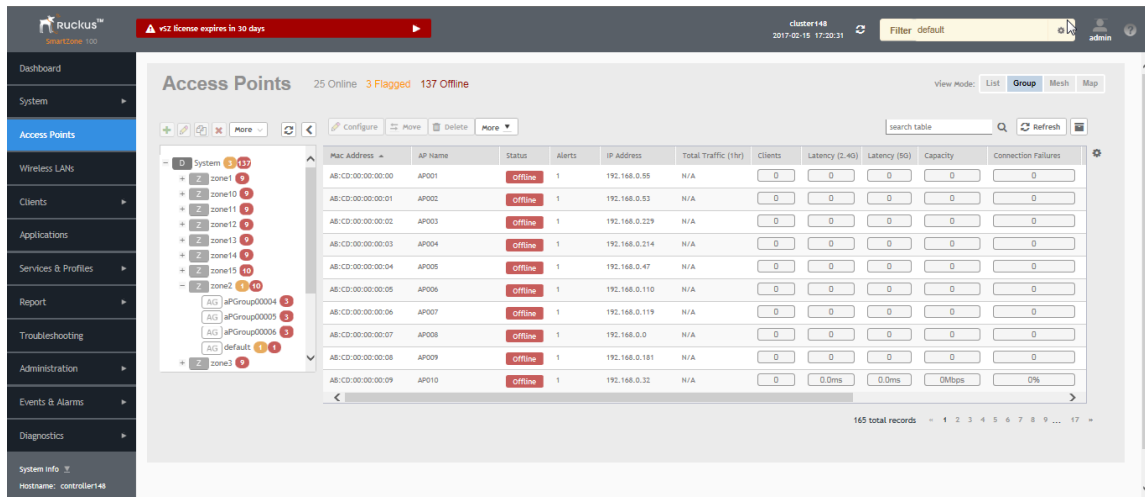 Ruckus™
SmartZone 100
vSZ license expires in 30 days
cluster148
2017-02-15 17:20:31
Filter default
admin
Dashboard
System
Access Points
Wireless LANs
Clients
Applications
Services & Profiles
Report
Troubleshooting
Administration
Events & Alarms
Diagnostics
System Info
Hostname: controller148
Access Points 25 Online 3 Flagged 137 Offline
View Mode: List Group Mesh Map
More
Configure Move Delete More
search table
Refresh
D System 3 137
Z zone1 9
Z zone10 9
Z zone11 9
Z zone12 9
Z zone13 9
Z zone14 9
Z zone15 10
Z zone2 1 10
AG aPGroup00004 3
AG aPGroup00005 3
AG aPGroup00006 3
AG default 1 1
Z zone3 9
Mac Address AP Name Status Alerts IP Address Total Traffic (1hr) Clients Latency (2.4G) Latency (5G) Capacity Connection Failures
AB:CD:00:00:00:00 AP001 Offline 1 192.168.0.55 N/A 0 0 0 0 0
AB:CD:00:00:00:01 AP002 Offline 1 192.168.0.53 N/A 0 0 0 0 0
AB:CD:00:00:00:02 AP003 Offline 1 192.168.0.229 N/A 0 0 0 0 0
AB:CD:00:00:00:03 AP004 Offline 1 192.168.0.214 N/A 0 0 0 0 0
AB:CD:00:00:00:04 AP005 Offline 1 192.168.0.47 N/A 0 0 0 0 0
AB:CD:00:00:00:05 AP006 Offline 1 192.168.0.110 N/A 0 0 0 0 0
AB:CD:00:00:00:06 AP007 Offline 1 192.168.0.119 N/A 0 0 0 0 0
AB:CD:00:00:00:07 AP008 Offline 1 192.168.0.0 N/A 0 0 0 0 0
AB:CD:00:00:00:08 AP009 Offline 1 192.168.0.181 N/A 0 0 0 0 0
AB:CD:00:00:00:09 AP010 Offline 1 192.168.0.32 N/A 0 0.0ms 0.0ms 0Mbps 0%
165 total records « 1 2 3 4 5 6 7 8 9 ... 17 »